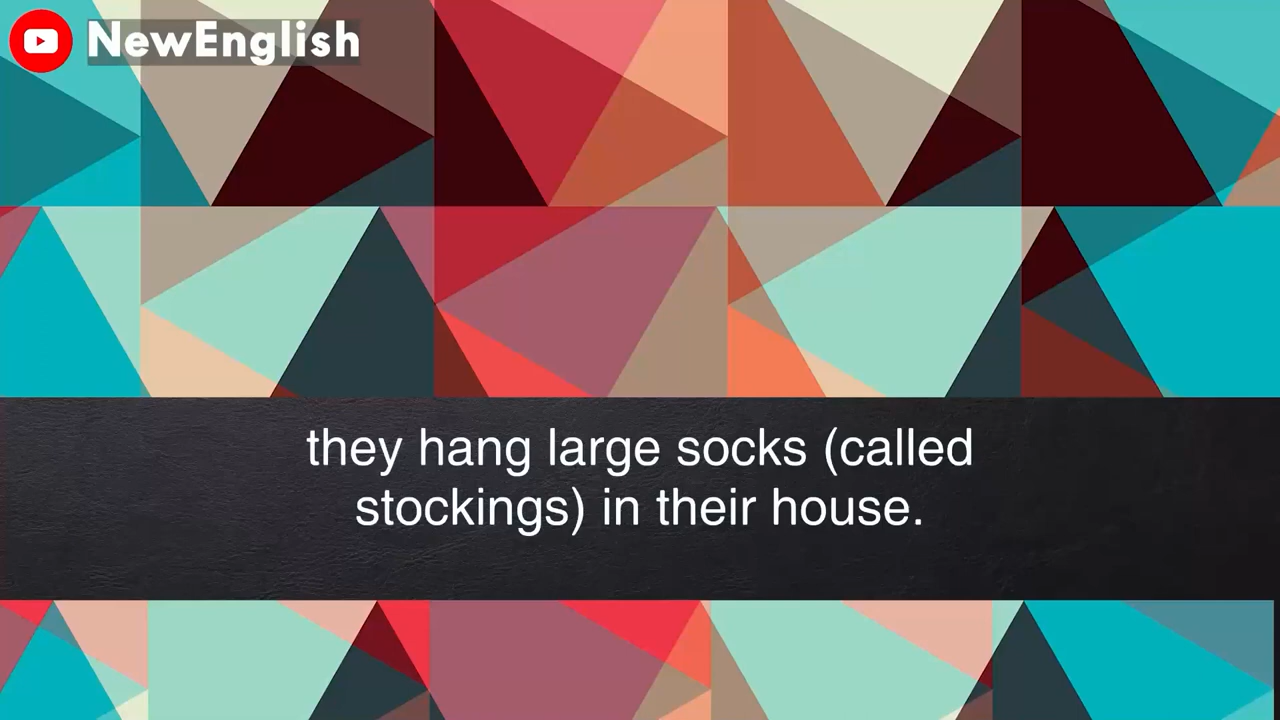 NewEnglish
they hang large socks (called
stockings) in their house.